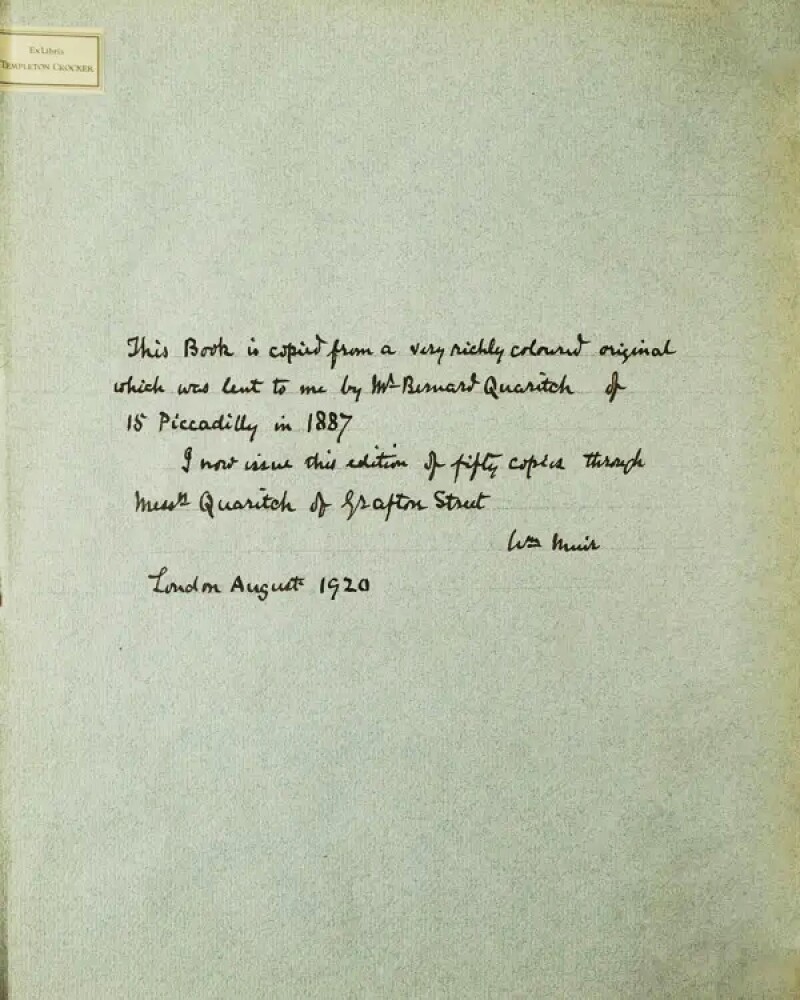 Ex Libris
TEMPLETON CROCKER
This Book is copied from a very richly coloured original
which was lent to me by Mr Bernard Quaritch of
15 Piccadilly in 1887
I now issue this edition of fifty copies through
Messrs Quaritch of Grafton Street
Wm Muir
London August 1920